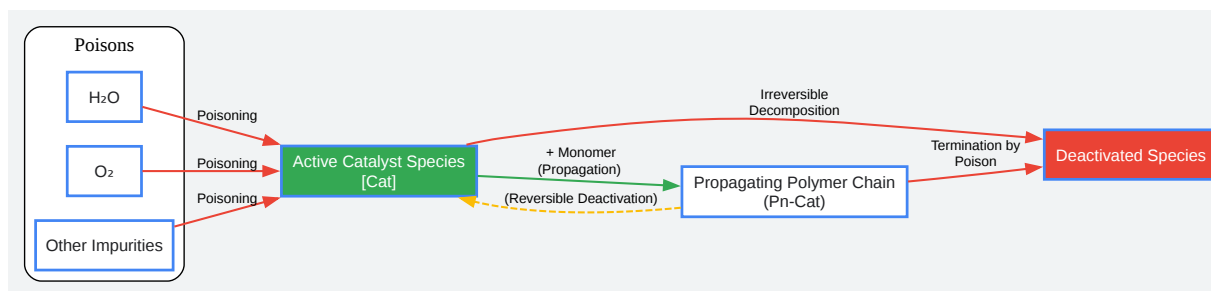 Poisons
H₂O
O₂
Other Impurities
Poisoning
Poisoning
Poisoning
Active Catalyst Species
[Cat]
Irreversible
Decomposition
+ Monomer
(Propagation)
(Reversible Deactivation)
Propagating Polymer Chain
(Pn-Cat)
Termination by
Poison
Deactivated Species